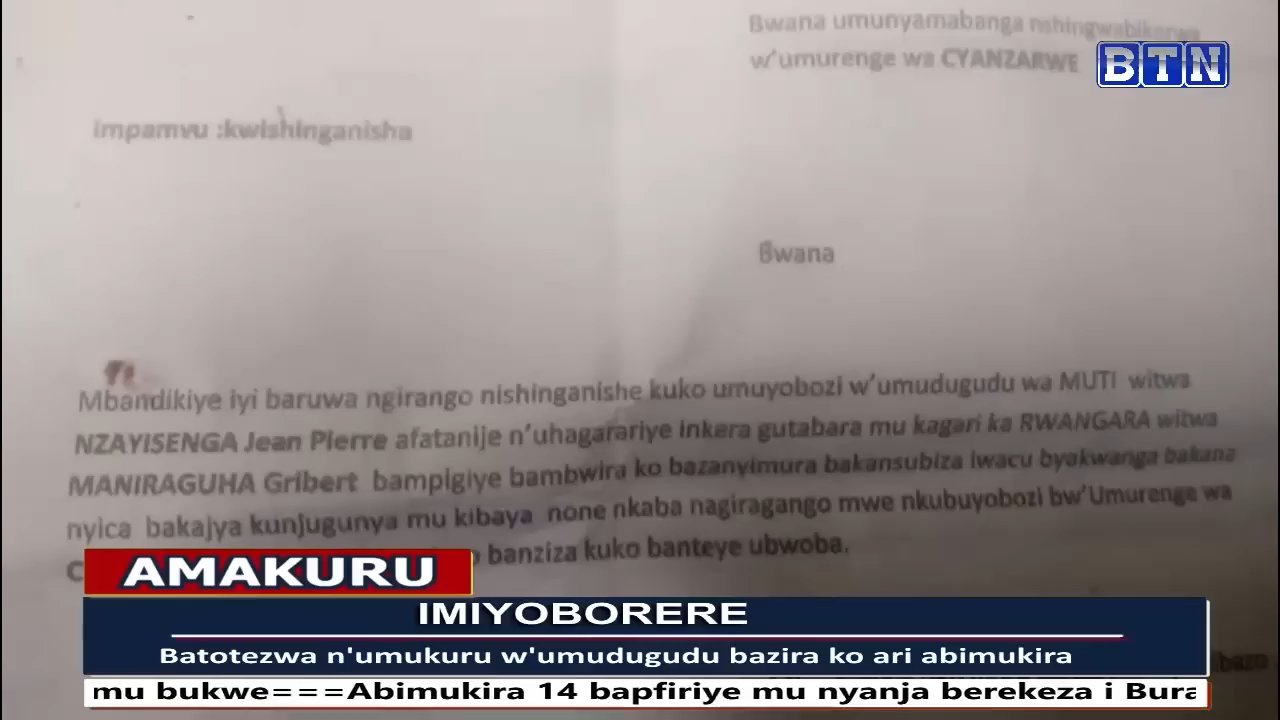 Bwana umunyamabanga nshingwabikorwa
w'umurenge wa CYANZARWE
BTN
impamvu :kwishinganisha
Bwana
Mbandikiye iyi baruwa ngirango nishinganishe kuko umuyobozi w'umudugudu wa MUTI witwa
NZAYISENGA Jean Pierre afatanije n'uhagarariye inkera gutabara mu kagari ka RWANGARA witwa
MANIRAGUHA Gribert bampigiye bambwira ko bazanyimura bakansubiza iwacu byakwanga bakana
nyica bakajya kunjugunya mu kibaya none nkaba nagiragango mwe nkubuyobozi bw'Umurenge wa
banziza kuko banteye ubwoba.
AMAKURU
IMIYOBORERE
Batotezwa n'umukuru w'umudugudu bazira ko ari abimukira
mu bukwe===Abimukira 14 bapfiriye mu nyanja berekeza i Bura